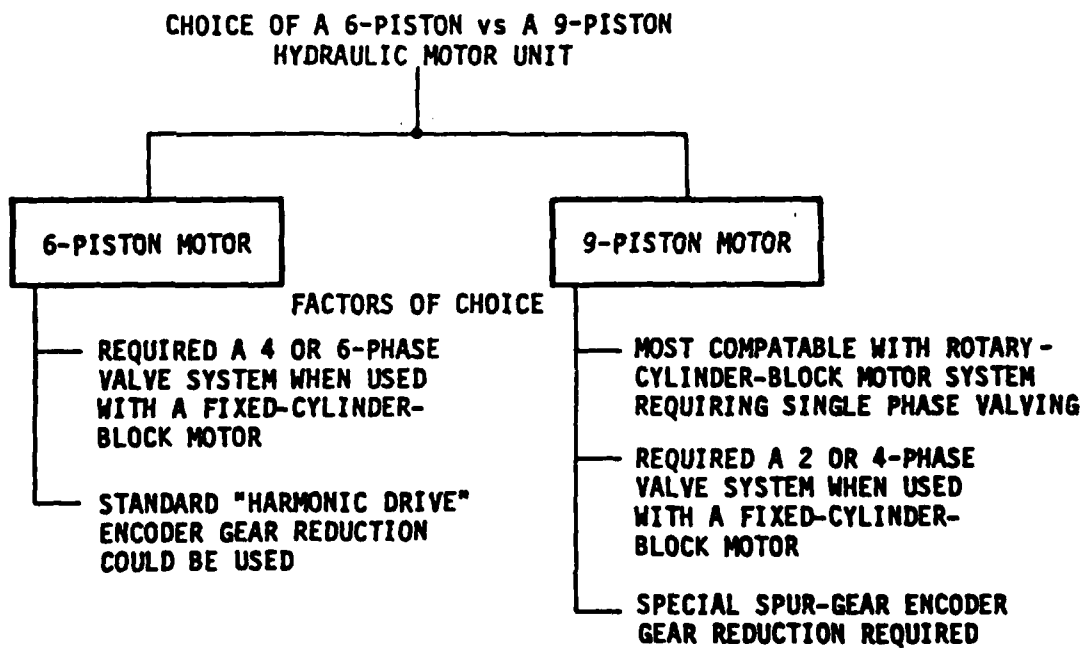 CHOICE OF A 6-PISTON vs A 9-PISTON
HYDRAULIC MOTOR UNIT
6-PISTON MOTOR
9-PISTON MOTOR
FACTORS OF CHOICE
REQUIRED A 4 OR 6-PHASE
VALVE SYSTEM WHEN USED
WITH A FIXED-CYLINDER-
BLOCK MOTOR
STANDARD "HARMONIC DRIVE"
ENCODER GEAR REDUCTION
COULD BE USED
MOST COMPATABLE WITH ROTARY-
CYLINDER-BLOCK MOTOR SYSTEM
REQUIRING SINGLE PHASE VALVING
REQUIRED A 2 OR 4-PHASE
VALVE SYSTEM WHEN USED
WITH A FIXED-CYLINDER-
BLOCK MOTOR
SPECIAL SPUR-GEAR ENCODER
GEAR REDUCTION REQUIRED